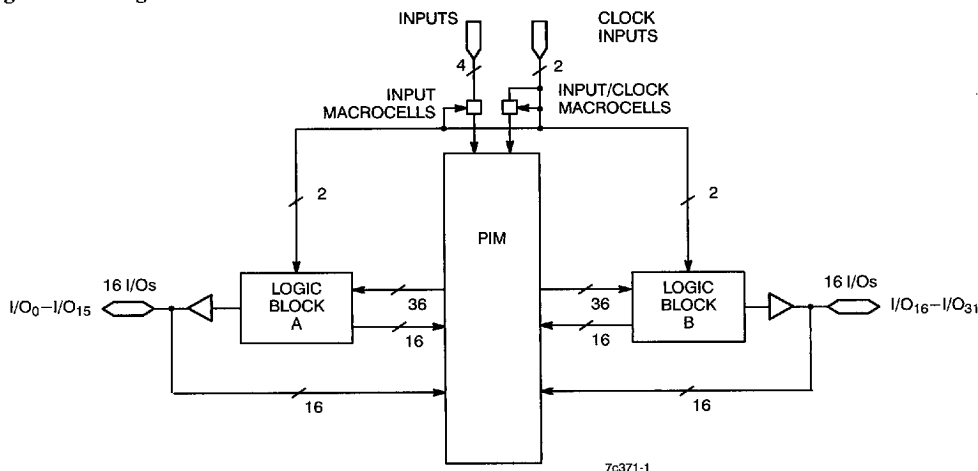 INPUTS
CLOCK
INPUTS
4
2
INPUT
MACROCELLS
INPUT/CLOCK
MACROCELLS
2
2
PIM
16 I/Os
I/O0–I/O15
LOGIC
BLOCK
A
36
16
16
36
16
16
LOGIC
BLOCK
B
16 I/Os
I/O16–I/O31
7c371-1